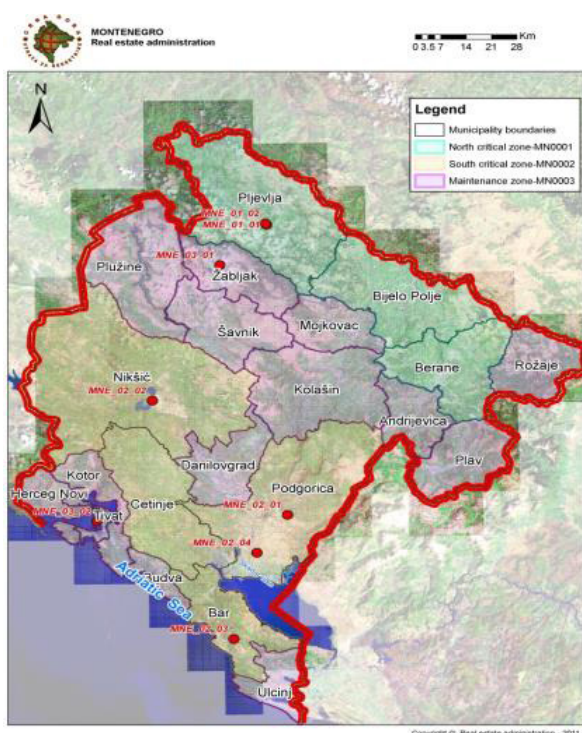 MONTENEGRO
Real estate administration
Km
0 3.5 7 14 21 28
N
Legend
Municipality boundaries
North critical zone-MN0001
South critical zone-MN0002
Maintenance zone-MN0003
Pljevlja
MNE_01_02
MNE_01_01
MNE_03_01
Plužine
Žabljak
Bijelo Polje
Šavnik
Mojkovac
Berane
Rožaje
Nikšić
MNE_02_02
Kolašin
Andrijevica
Danilovgrad
Plav
Kotor
Herceg Novi
Cetinje
Podgorica
MNE_02_01
MNE_03_02
Tivat
MNE_02_04
Budva
Adriatic Sea
Bar
MNE_02_03
Ulcinj
Copyright © Real estate administration - 2011